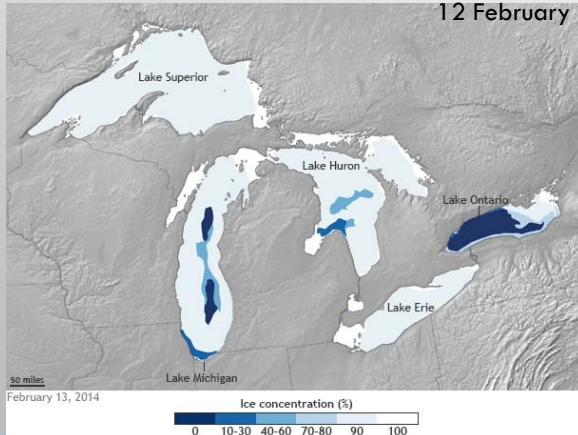 12 February
Lake Superior
Lake Huron
Lake Ontario
Lake Erie
Lake Michigan
50 miles
February 13, 2014
Ice concentration (%)
0 10-30 40-60 70-80 90 100